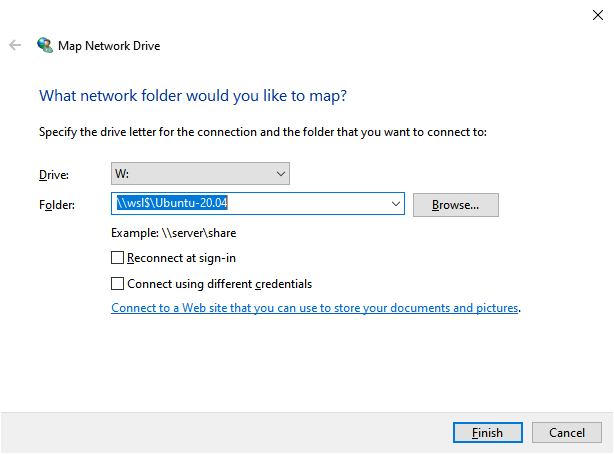 Map Network Drive
What network folder would you like to map?
Specify the drive letter for the connection and the folder that you want to connect to:
Drive: W:
Folder: \\wsl$\Ubuntu-20.04 Browse...
Example: \\server\share
Reconnect at sign-in
Connect using different credentials
Connect to a Web site that you can use to store your documents and pictures.
Finish Cancel